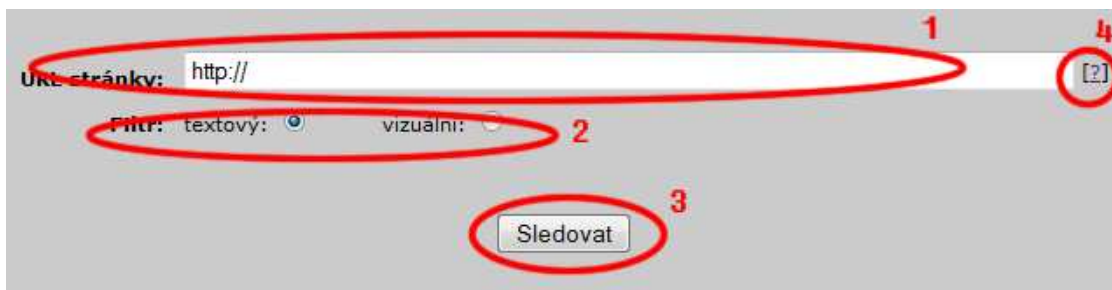 1 4
URL stránky: http:// [?]
Filtr: textový: vizuální: 2
3
Sledovat